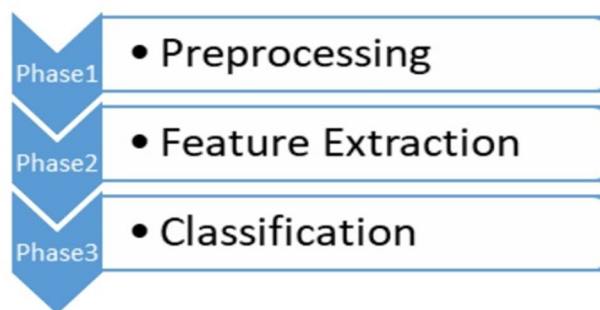 Phase1
• Preprocessing
Phase2
• Feature Extraction
Phase3
• Classification